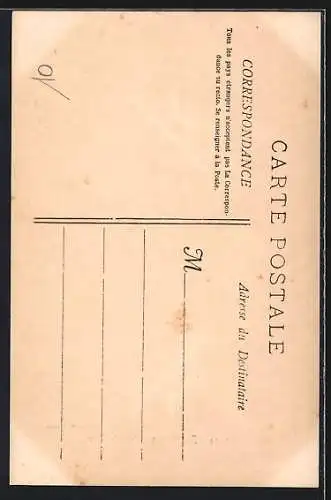 CARTE POSTALE
CORRESPONDANCE
Tous les pays étrangers n'acceptent pas la Correspon-
dance au recto. Se renseigner à la Poste.
Adresse du Destinataire
M